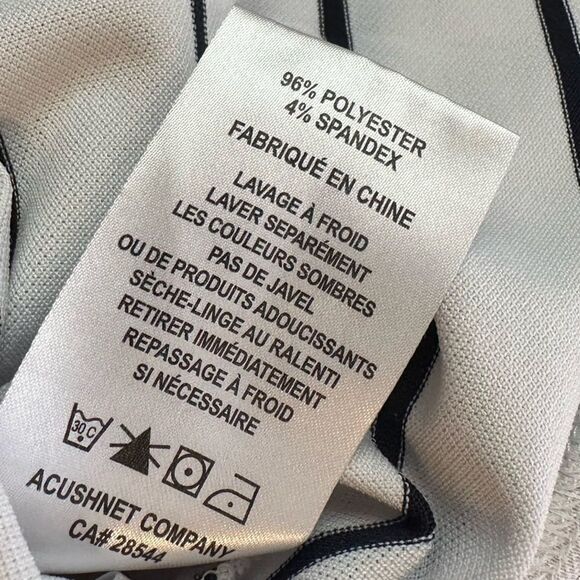 96% POLYESTER
4% SPANDEX
FABRIQUÉ EN CHINE
LAVAGE À FROID
LAVER SEPARÉMENT
LES COULEURS SOMBRES
PAS DE JAVEL
OU DE PRODUITS ADOUCISSANTS
SÈCHE-LINGE AU RALENTI
RETIRER IMMÉDIATEMENT
REPASSAGE À FROID
SI NÉCESSAIRE
30 C
ACUSHNET COMPANY
CA# 28544